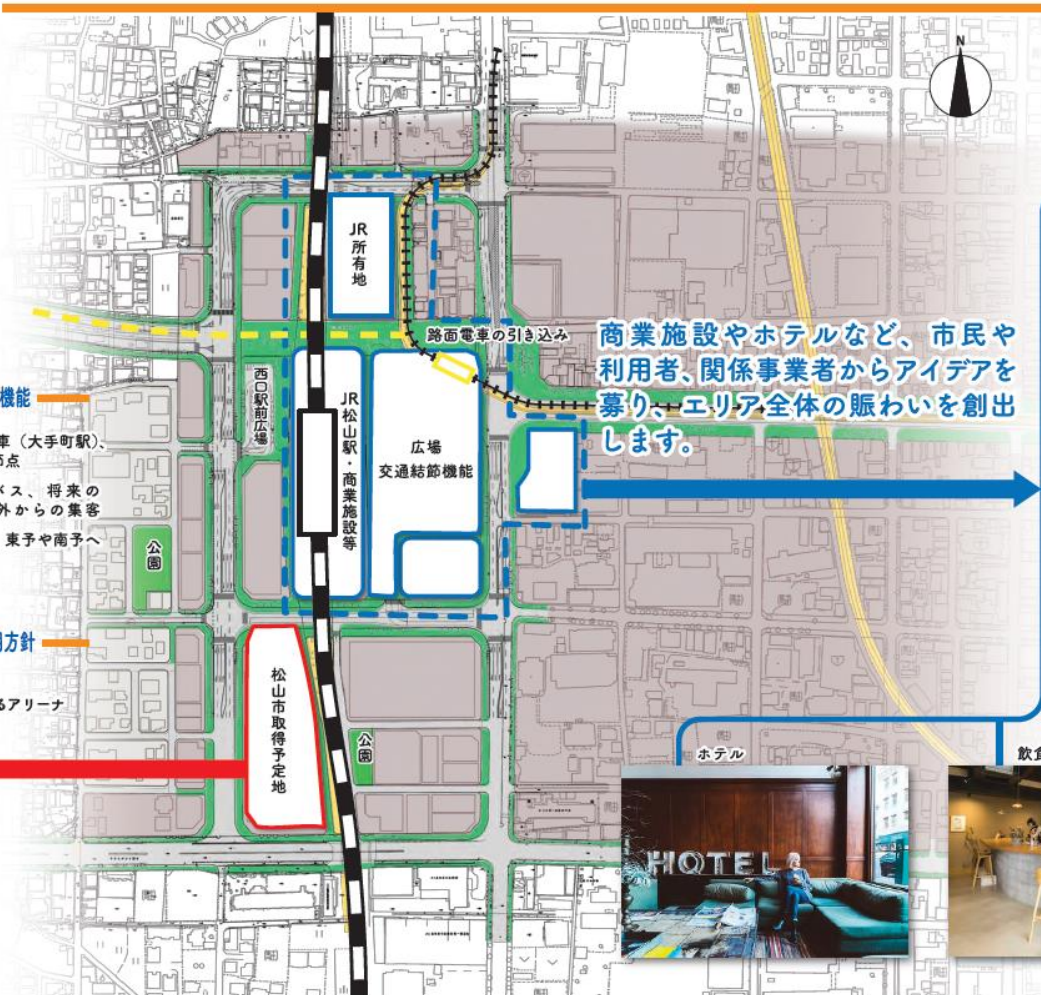 N
JR所有地
路面電車の引き込み
商業施設やホテルなど、市民や
利用者、関係事業者からアイデアを
募り、エリア全体の賑わいを創出
します。
西口駅前広場
JR松山駅・商業施設等
広場
交通結節機能
機能
車（大手町駅）、
節点
バス、将来の
外からの集客
東予や南予へ
公園
方針
るアリーナ
松山市取得予定地
公園
ホテル
飲食
HOTEL